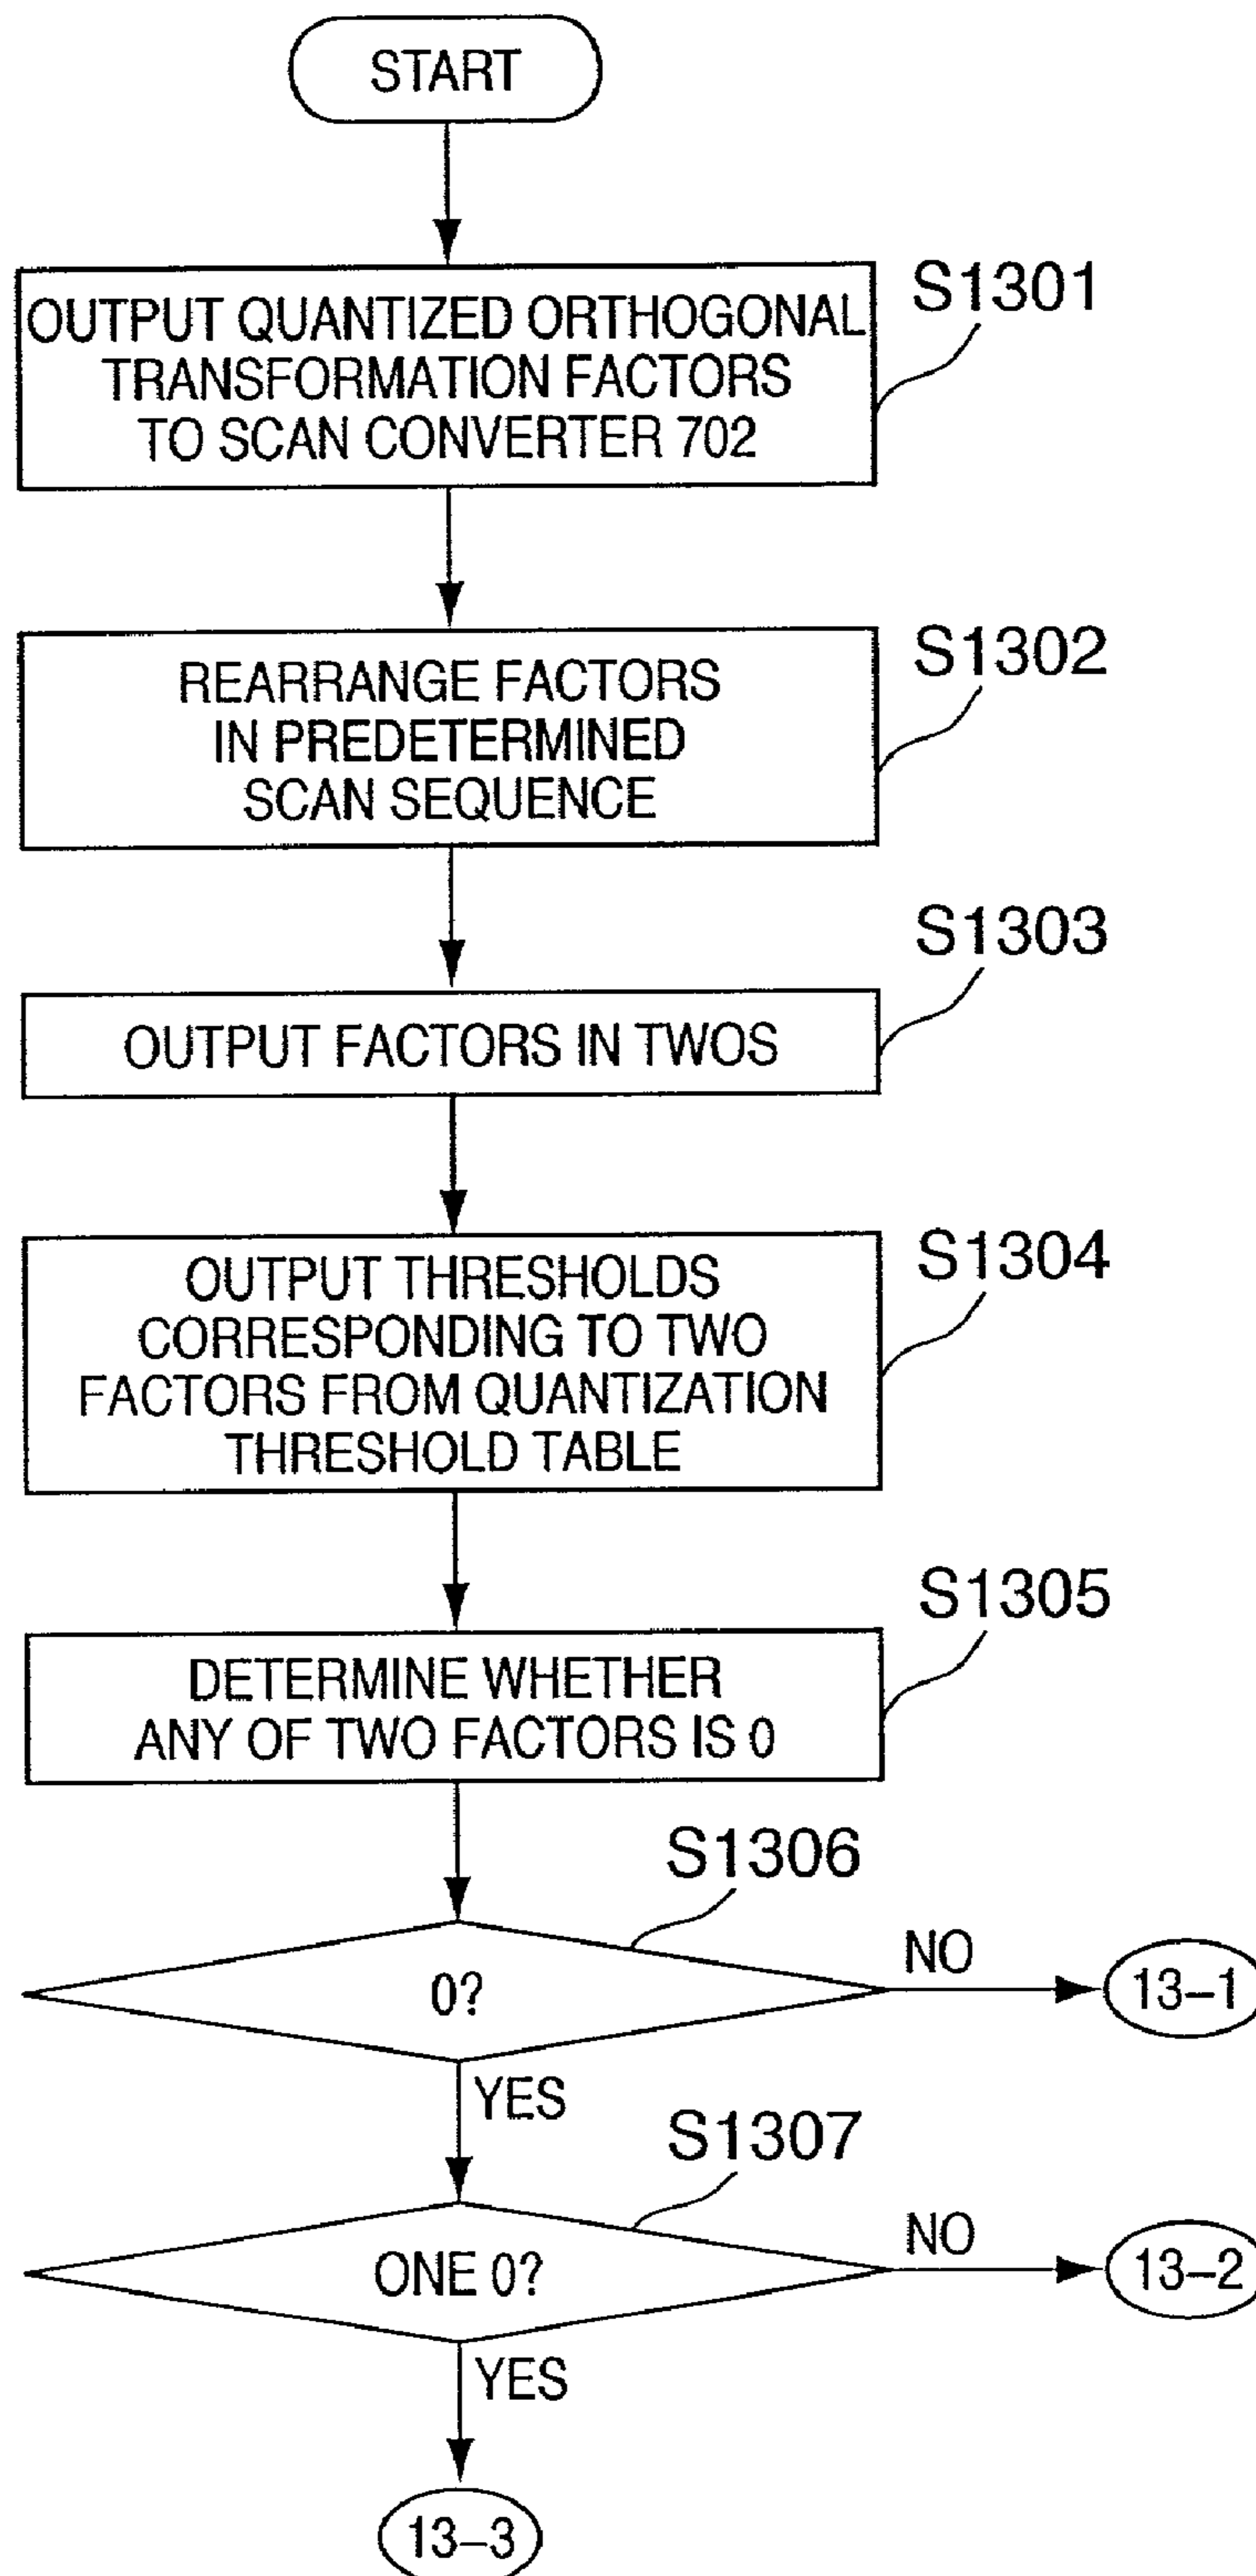 START
S1301
OUTPUT QUANTIZED ORTHOGONAL
TRANSFORMATION FACTORS
TO SCAN CONVERTER 702
S1302
REARRANGE FACTORS
IN PREDETERMINED
SCAN SEQUENCE
S1303
OUTPUT FACTORS IN TWOS
S1304
OUTPUT THRESHOLDS
CORRESPONDING TO TWO
FACTORS FROM QUANTIZATION
THRESHOLD TABLE
S1305
DETERMINE WHETHER
ANY OF TWO FACTORS IS 0
S1306
0?
NO
13-1
YES
S1307
ONE 0?
NO
13-2
YES
13-3